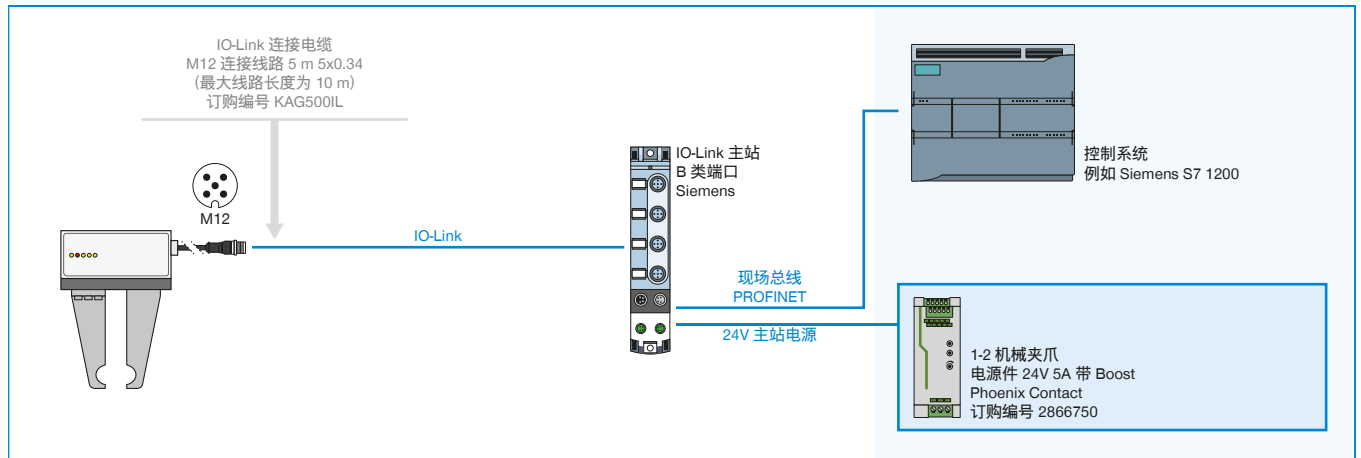 IO-Link 连接电缆
M12 连接线路 5 m 5x0.34
(最大线路长度为 10 m)
订购编号 KAG500IL
M12
IO-Link
IO-Link 主站
B 类端口
Siemens
控制系统
例如 Siemens S7 1200
现场总线
PROFINET
24V 主站电源
1-2 机械夹爪
电源件 24V 5A 带 Boost
Phoenix Contact
订购编号 2866750